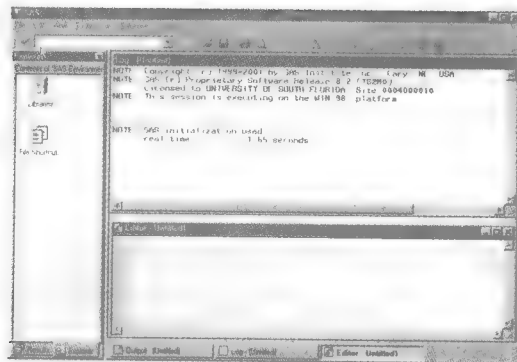 SAS
Contents of 'SAS Environment'
Libraries
File Shortcuts
Log - (Untitled)
NOTE: Copyright (c) 1999-2001 by SAS Institute Inc., Cary, NC, USA.
NOTE: SAS (r) Proprietary Software Release 8.2 (TS2M0)
Licensed to UNIVERSITY OF SOUTH FLORIDA, Site 0004000010.
NOTE: This session is executing on the WIN_98 platform.
NOTE: SAS initialization used:
real time 1.65 seconds
Editor - Untitled1
Output - (Untitled)
Log - (Untitled)
Editor - Untitled1